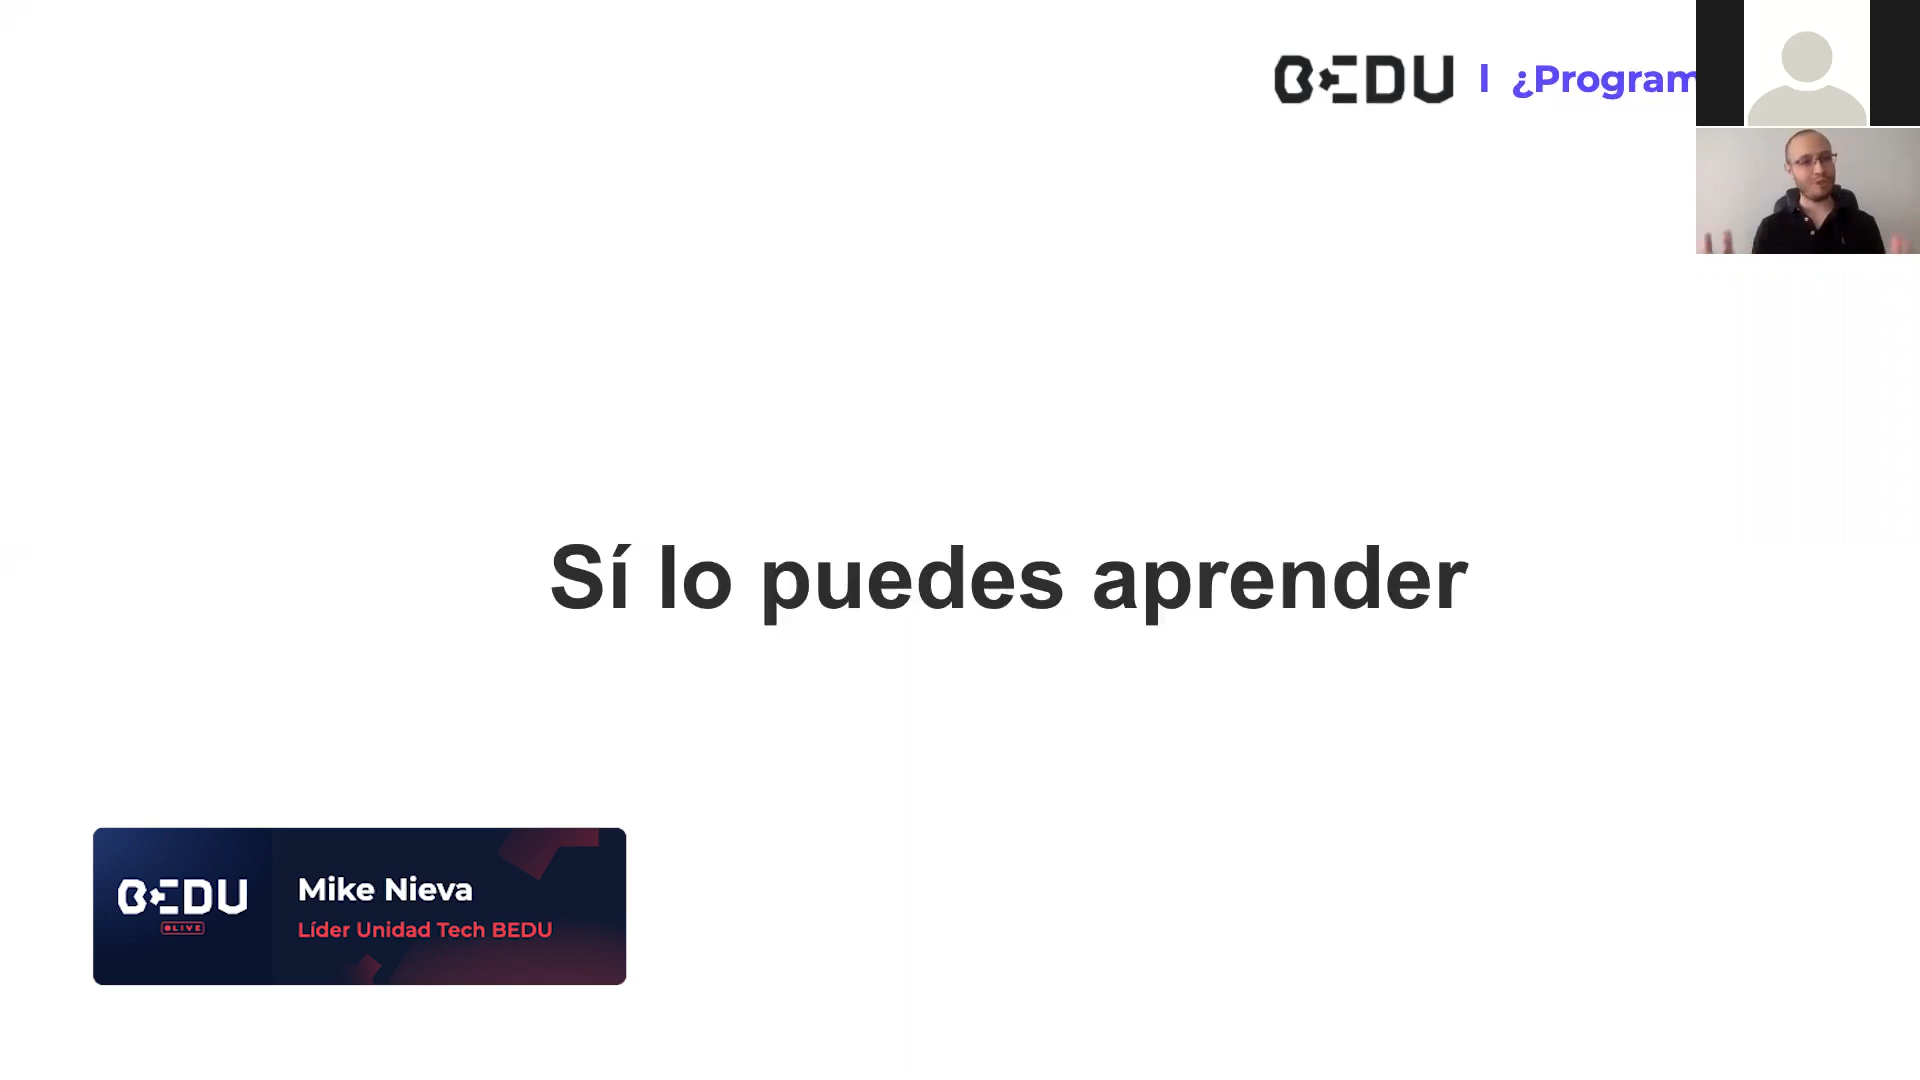 BEDU | ¿Program
Sí lo puedes aprender
BEDU
LIVE
Mike Nieva
Líder Unidad Tech BEDU